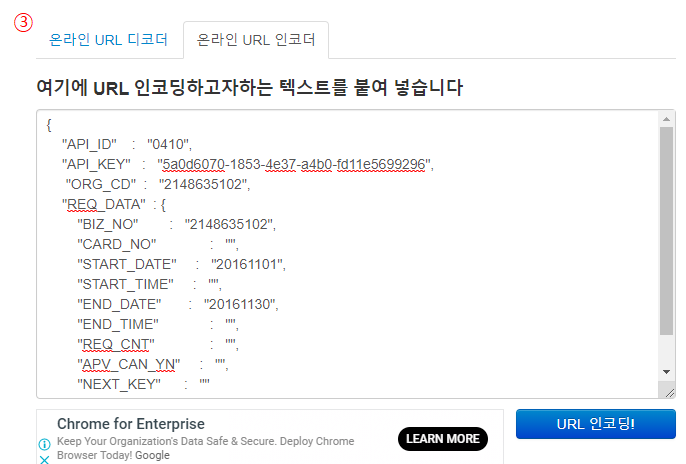 ③
온라인 URL 디코더 온라인 URL 인코더
여기에 URL 인코딩하고자하는 텍스트를 붙여 넣습니다
{
"API_ID" : "0410",
"API_KEY" : "5a0d6070-1853-4e37-a4b0-fd11e5699296",
"ORG_CD" : "2148635102",
"REQ_DATA" : {
"BIZ_NO" : "2148635102",
"CARD_NO" : "",
"START_DATE" : "20161101",
"START_TIME" : "",
"END_DATE" : "20161130",
"END_TIME" : "",
"REQ_CNT" : "",
"APV_CAN_YN" : "",
"NEXT_KEY" : ""
Chrome for Enterprise
Keep Your Organization's Data Safe & Secure. Deploy Chrome
Browser Today! Google
LEARN MORE
URL 인코딩!